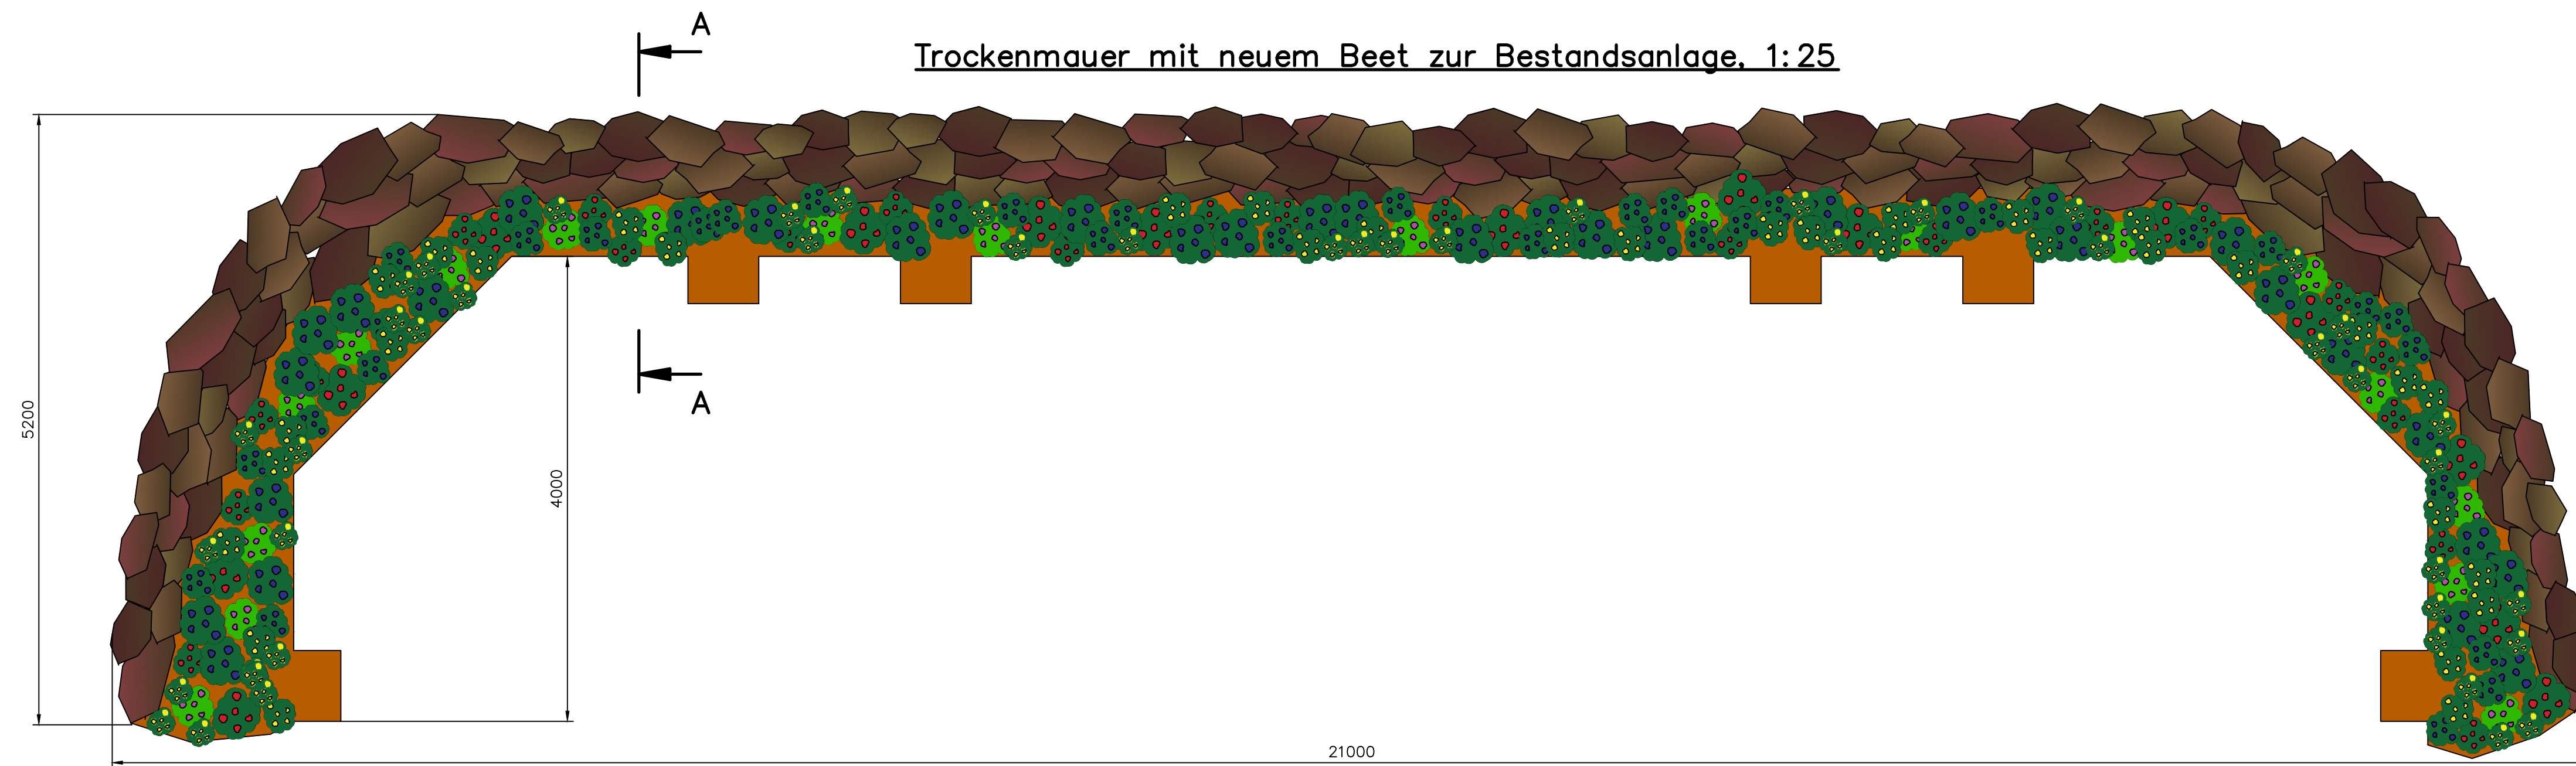 A
Trockenmauer mit neuem Beet zur Bestandsanlage, 1:25
A
5200
4000
21000